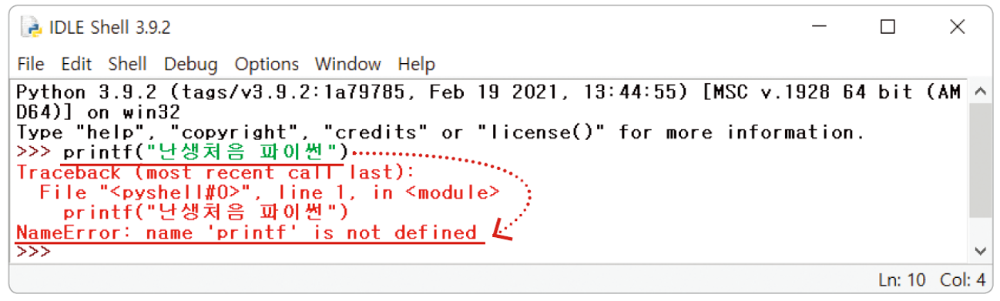 IDLE Shell 3.9.2
File Edit Shell Debug Options Window Help
Python 3.9.2 (tags/v3.9.2:1a79785, Feb 19 2021, 13:44:55) [MSC v.1928 64 bit (AM
D64)] on win32
Type "help", "copyright", "credits" or "license()" for more information.
>>> printf("난생처음 파이썬")
Traceback (most recent call last):
  File "<pyshell#0>", line 1, in <module>
    printf("난생처음 파이썬")
NameError: name 'printf' is not defined
>>>
Ln: 10 Col: 4